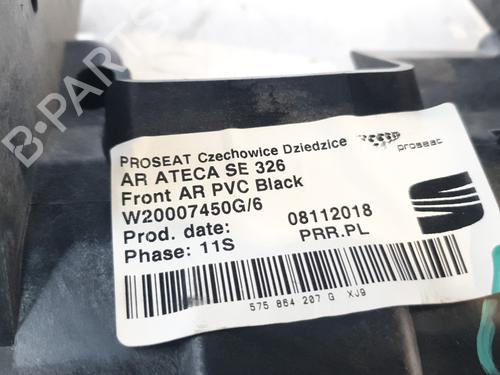 B-PARTS
PROSEAT Czechowice Dziedzice
proseat
AR ATECA SE 326
Front AR PVC Black
W20007450G/6
Prod. date: 08112018
Phase: 11S PRR.PL
575 864 207 G XJ9